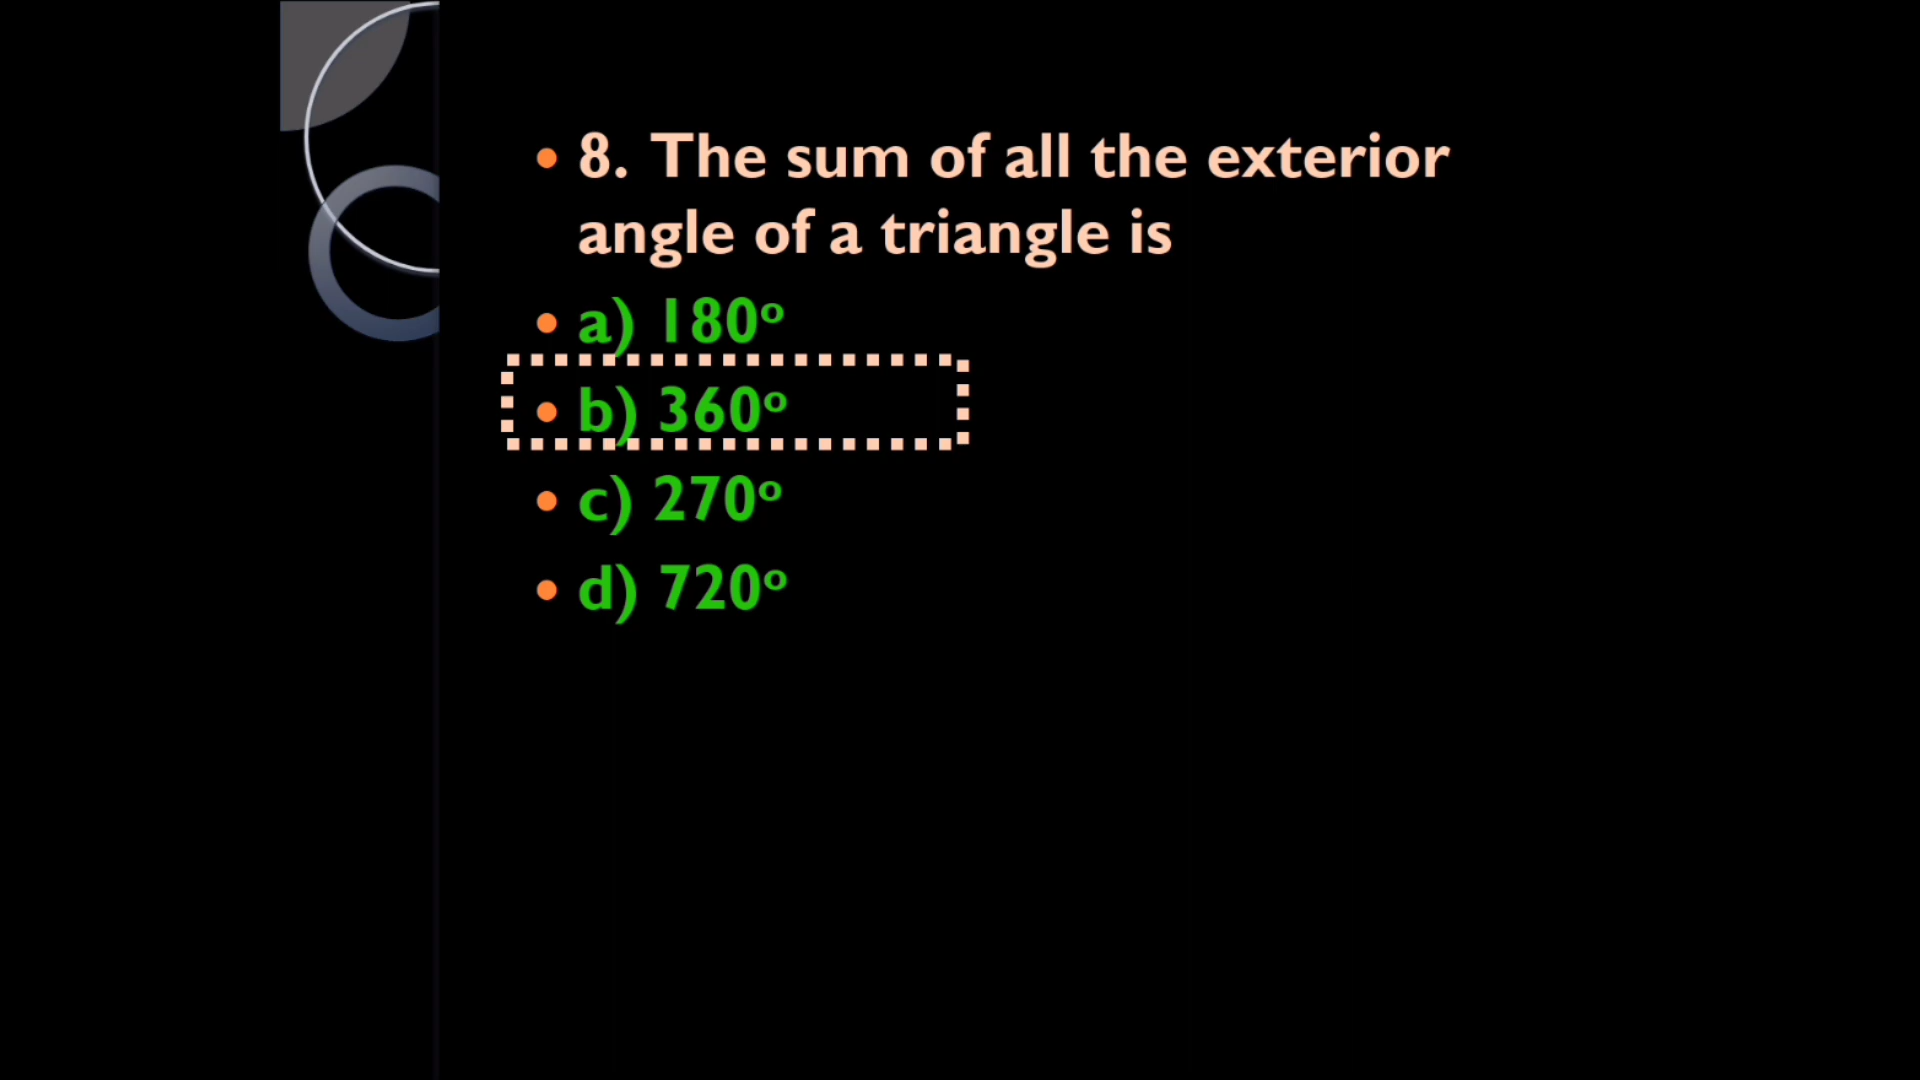 • 8. The sum of all the exterior
angle of a triangle is
• a) 180º
• b) 360º
• c) 270º
• d) 720º